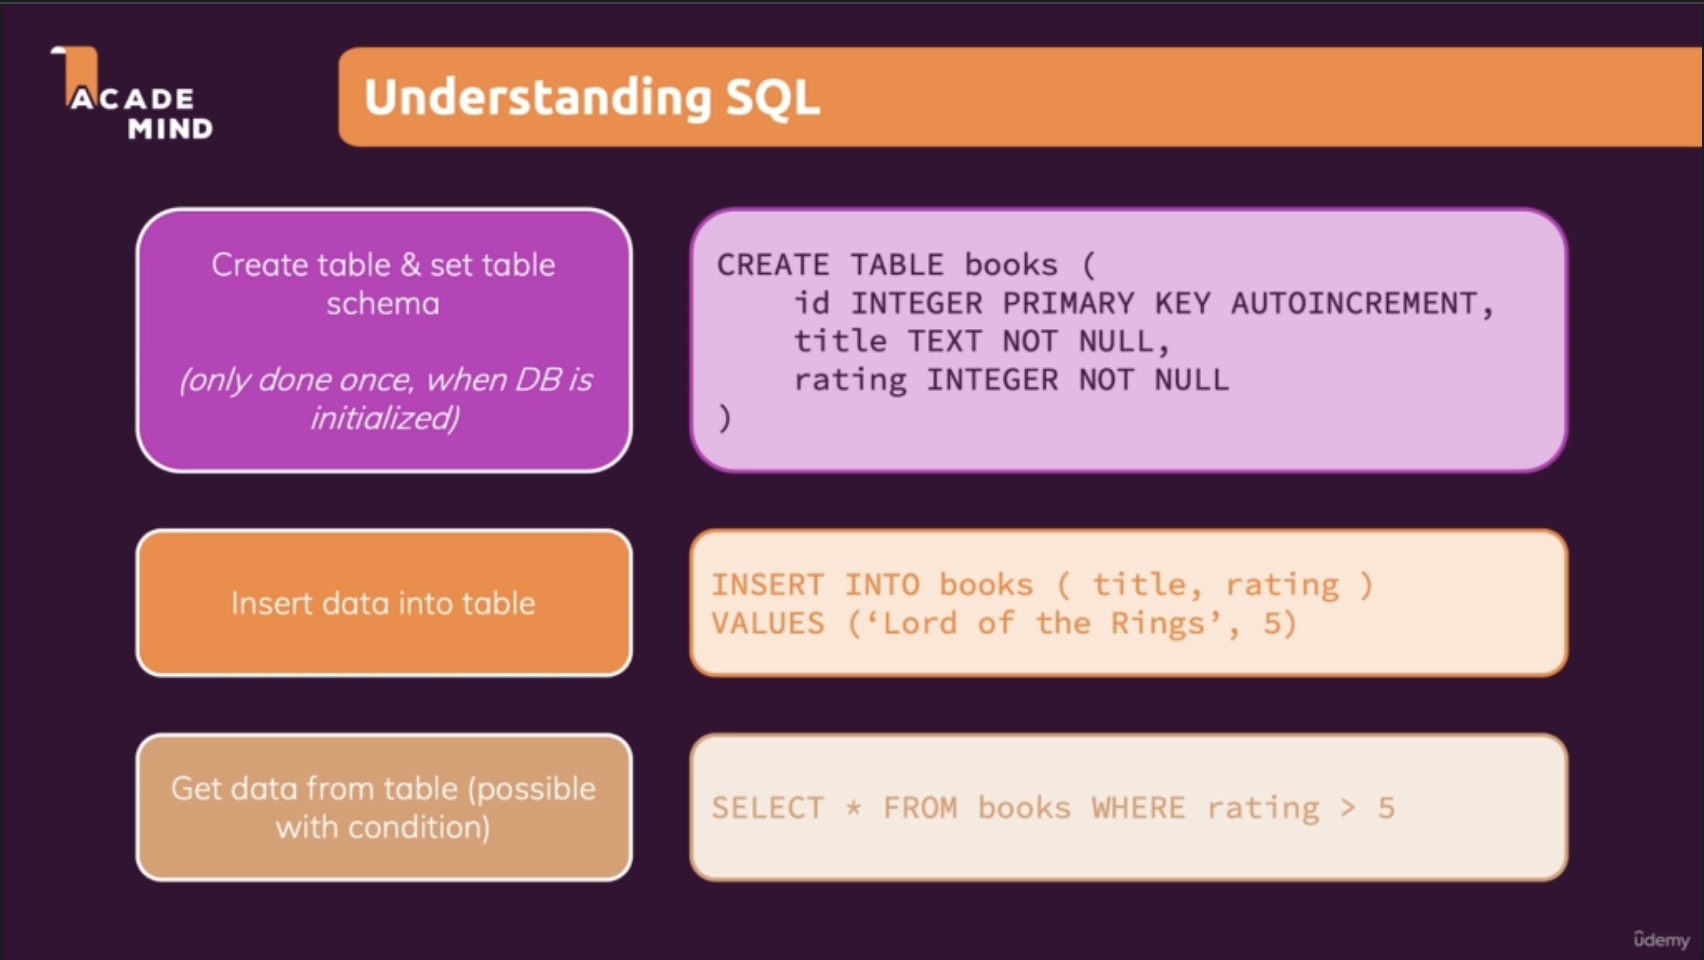 ACADE
MIND
Understanding SQL
Create table & set table
schema
(only done once, when DB is
initialized)
CREATE TABLE books (
    id INTEGER PRIMARY KEY AUTOINCREMENT,
    title TEXT NOT NULL,
    rating INTEGER NOT NULL
)
Insert data into table
INSERT INTO books ( title, rating )
VALUES (‘Lord of the Rings’, 5)
Get data from table (possible
with condition)
SELECT * FROM books WHERE rating > 5
ûdemy